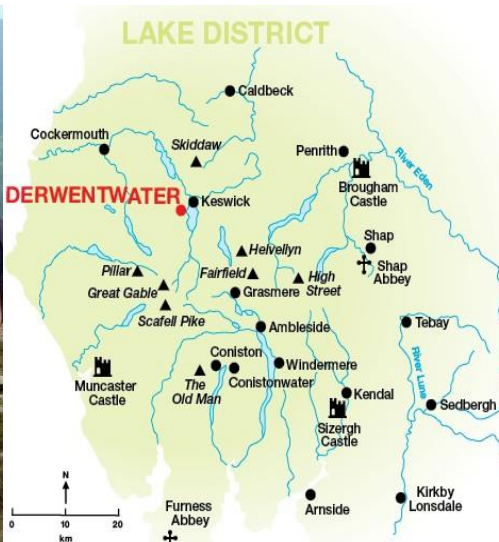 LAKE DISTRICT
Caldbeck
Cockermouth
Skiddaw
Penrith
River Eden
Brougham
Castle
DERWENTWATER
Keswick
Shap
Shap
Abbey
Helvellyn
Pillar
Fairfield
High
Street
Great Gable
Grasmere
Scafell Pike
Ambleside
Tebay
Coniston
Windermere
River Lune
Muncaster
Castle
The
Old Man
Conistonwater
Kendal
Sedbergh
Sizergh
Castle
N
Furness
Abbey
Arnside
Kirkby
Lonsdale
0 10 20
km